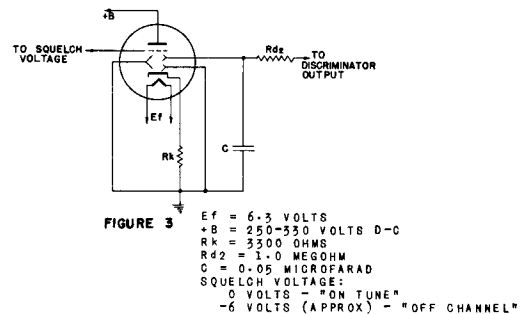 +B
TO SQUELCH
VOLTAGE
Rd2
TO
DISCRIMINATOR
OUTPUT
Ef
Rk
C
FIGURE 3
Ef = 6.3 VOLTS
+B = 250-330 VOLTS D-C
Rk = 3300 OHMS
Rd2 = 1.0 MEGOHM
C = 0.05 MICROFARAD
SQUELCH VOLTAGE:
0 VOLTS - "ON TUNE"
-6 VOLTS (APPROX) - "OFF CHANNEL"